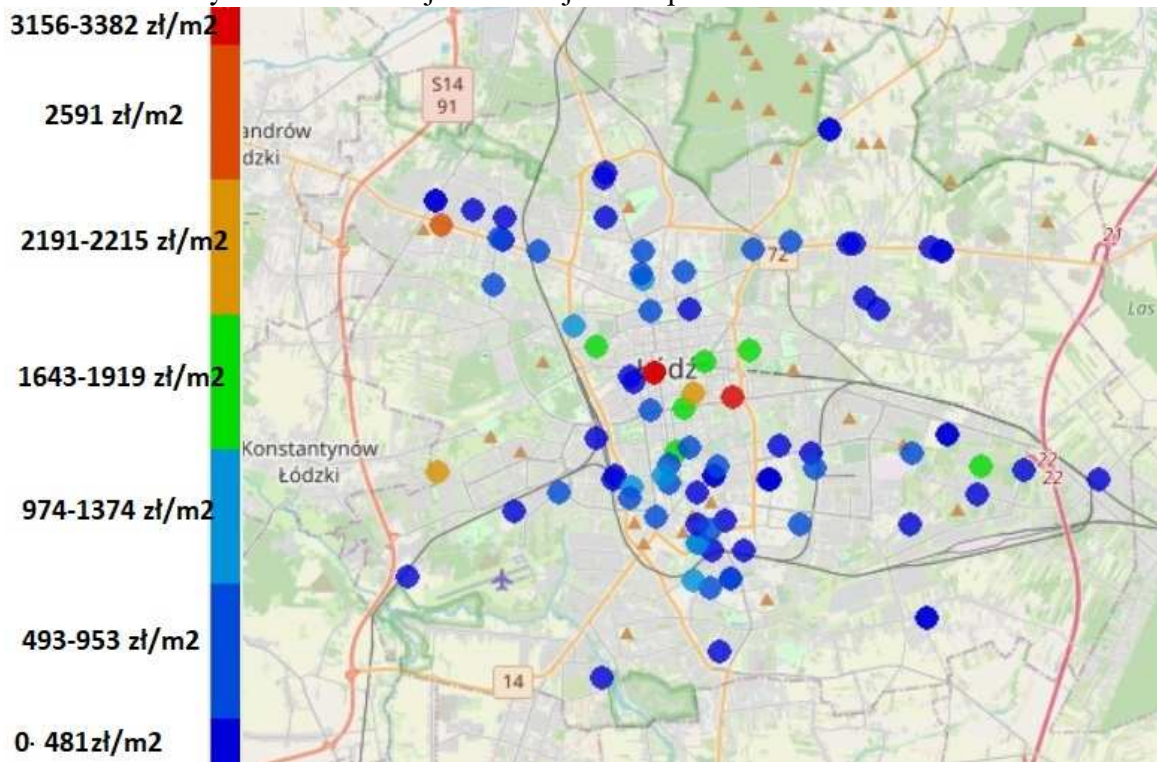 3156-3382 zł/m2
2591 zł/m2
2191-2215 zł/m2
1643-1919 zł/m2
974-1374 zł/m2
493-953 zł/m2
0- 481zł/m2
S14
91
andrów
dzki
72
21
Las
Łódź
Konstantynów
Łódzki
22
22
14